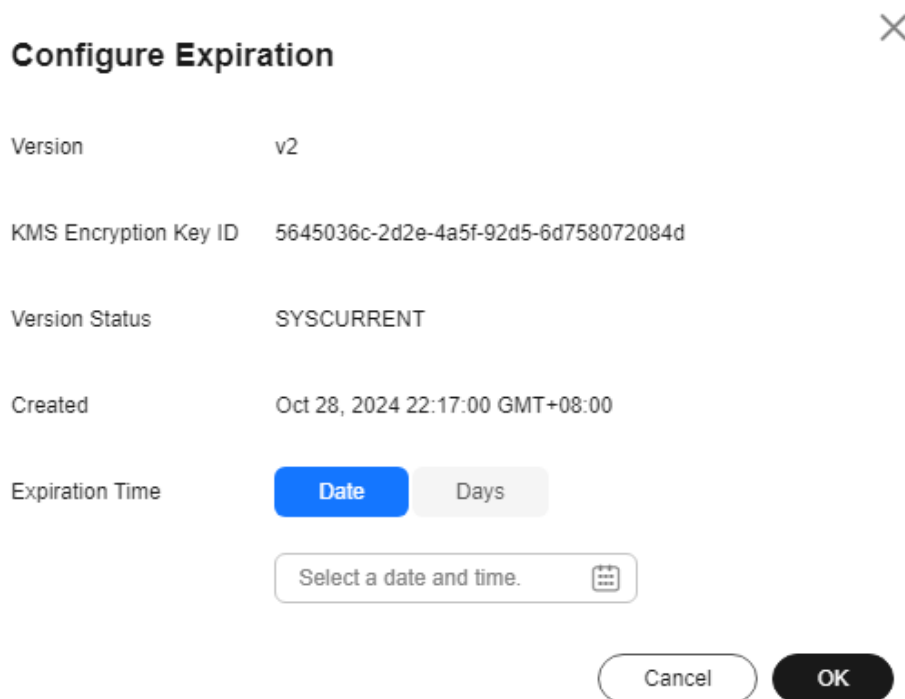 Configure Expiration
Version v2
KMS Encryption Key ID 5645036c-2d2e-4a5f-92d5-6d758072084d
Version Status SYSCURRENT
Created Oct 28, 2024 22:17:00 GMT+08:00
Expiration Time Date Days
Select a date and time.
Cancel OK